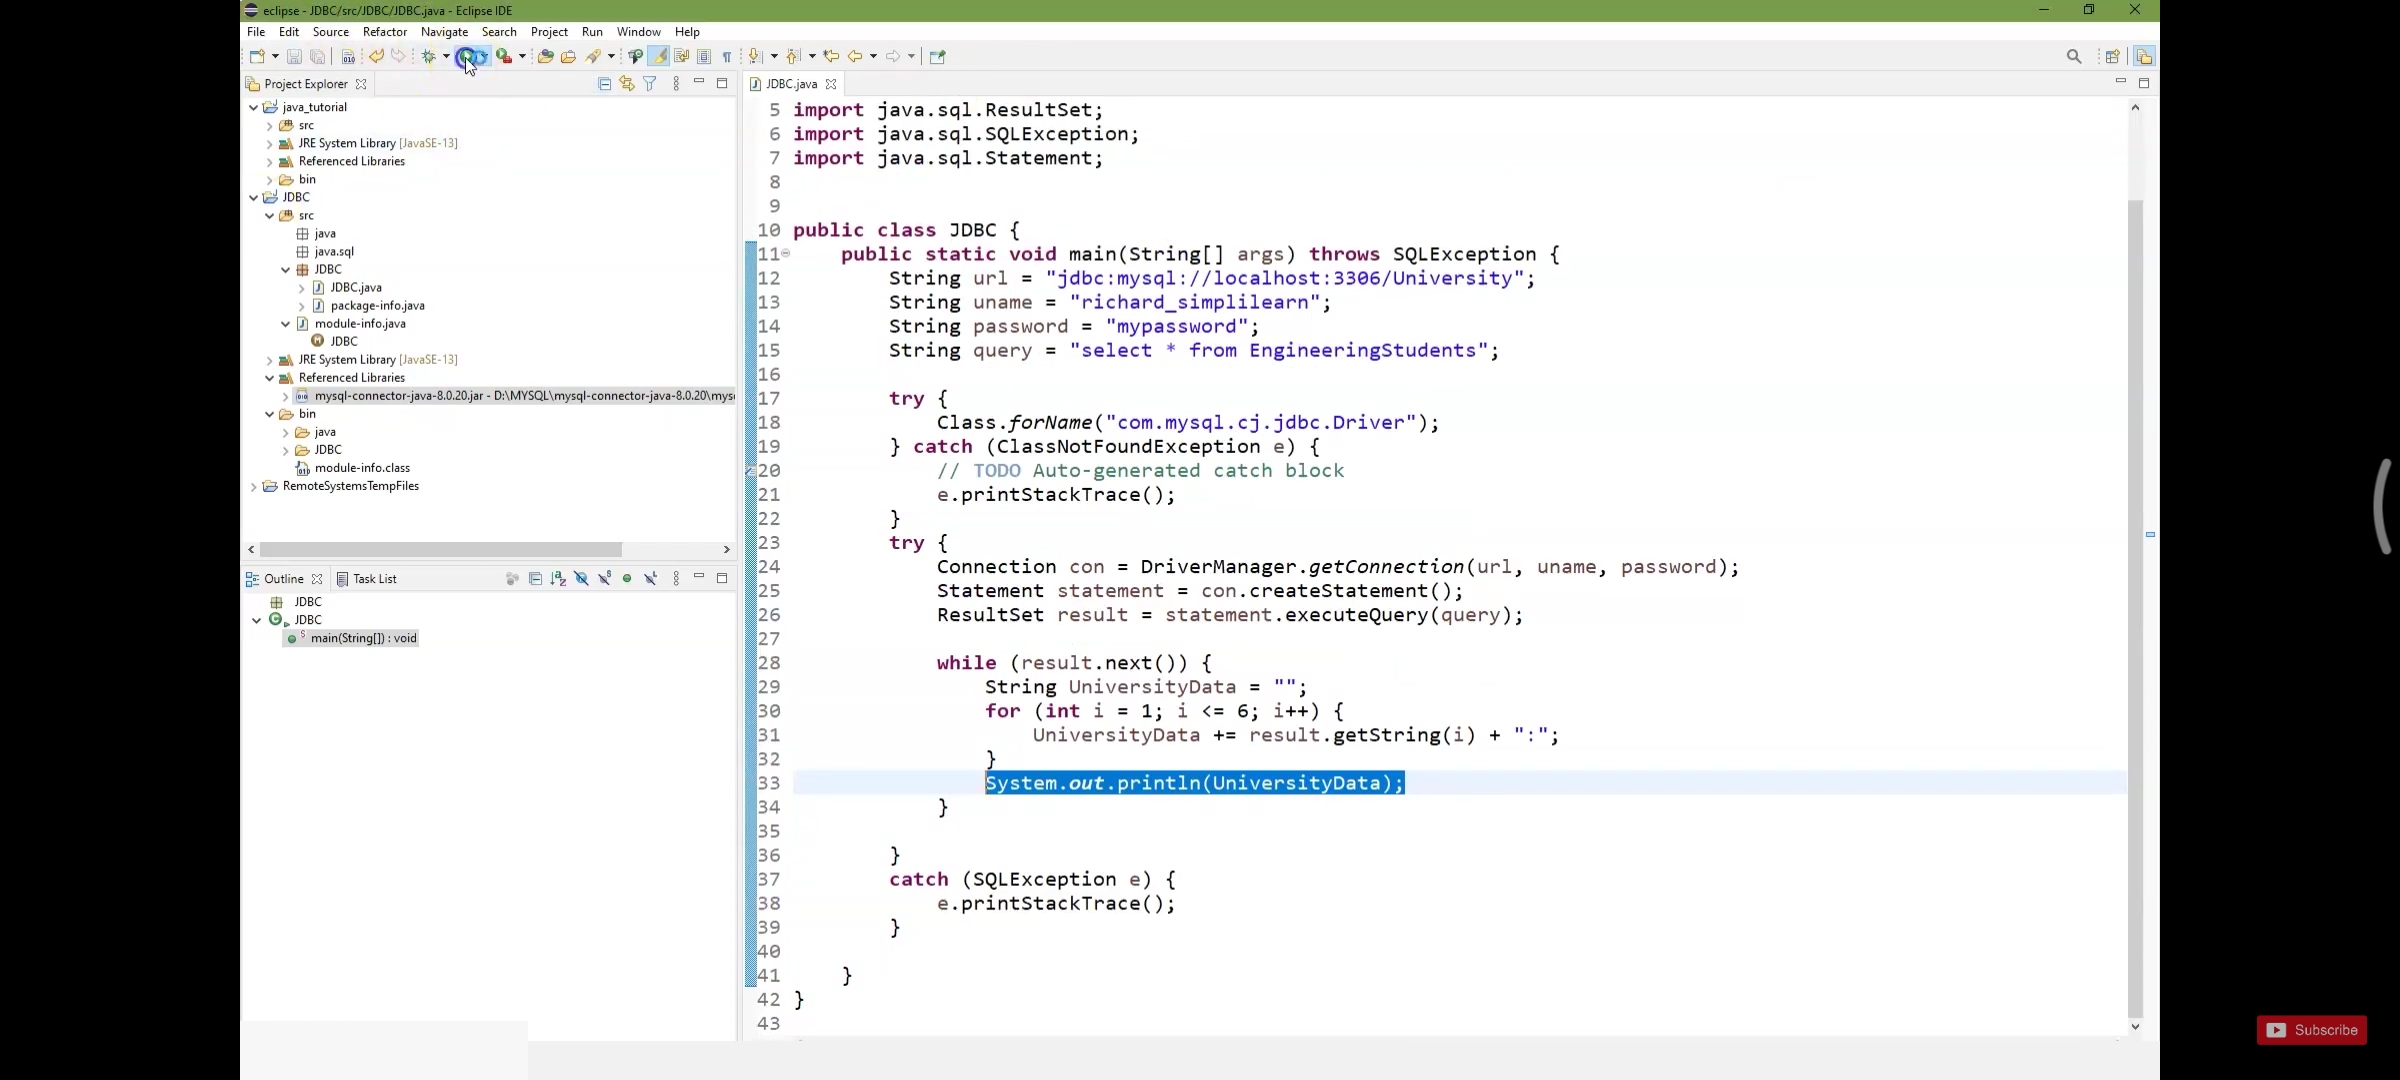 eclipse - JDBC/src/JDBC/JDBC.java - Eclipse IDE
File Edit Source Refactor Navigate Search Project Run Window Help
Project Explorer
java_tutorial
src
JRE System Library [JavaSE-13]
Referenced Libraries
bin
JDBC
src
java
java.sql
JDBC
JDBC.java
package-info.java
module-info.java
JDBC
JRE System Library [JavaSE-13]
Referenced Libraries
mysql-connector-java-8.0.20.jar - D:\MYSQL\mysql-connector-java-8.0.20\mys
bin
java
JDBC
module-info.class
RemoteSystemsTempFiles
Outline Task List
JDBC
JDBC
main(String[]) : void
JDBC.java
5 import java.sql.ResultSet;
6 import java.sql.SQLException;
7 import java.sql.Statement;
8
9
10 public class JDBC {
11 public static void main(String[] args) throws SQLException {
12 String url = "jdbc:mysql://localhost:3306/University";
13 String uname = "richard_simplilearn";
14 String password = "mypassword";
15 String query = "select * from EngineeringStudents";
16
17 try {
18 Class.forName("com.mysql.cj.jdbc.Driver");
19 } catch (ClassNotFoundException e) {
20 // TODO Auto-generated catch block
21 e.printStackTrace();
22 }
23 try {
24 Connection con = DriverManager.getConnection(url, uname, password);
25 Statement statement = con.createStatement();
26 ResultSet result = statement.executeQuery(query);
27
28 while (result.next()) {
29 String UniversityData = "";
30 for (int i = 1; i <= 6; i++) {
31 UniversityData += result.getString(i) + ":";
32 }
33 System.out.println(UniversityData);
34 }
35
36 }
37 catch (SQLException e) {
38 e.printStackTrace();
39 }
40
41 }
42 }
43
Subscribe